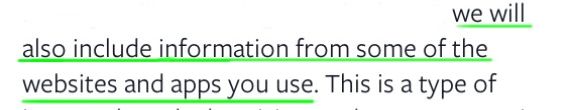 we will
also include information from some of the
websites and apps you use. This is a type of